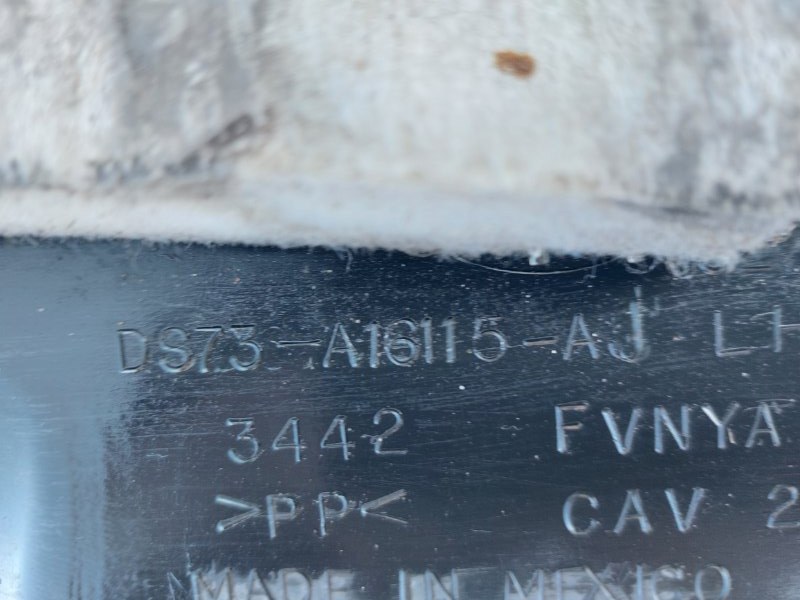 DS73-A16115-AJ LH
3442 FVNYA
>PP< CAV 2
MADE IN MEXICO